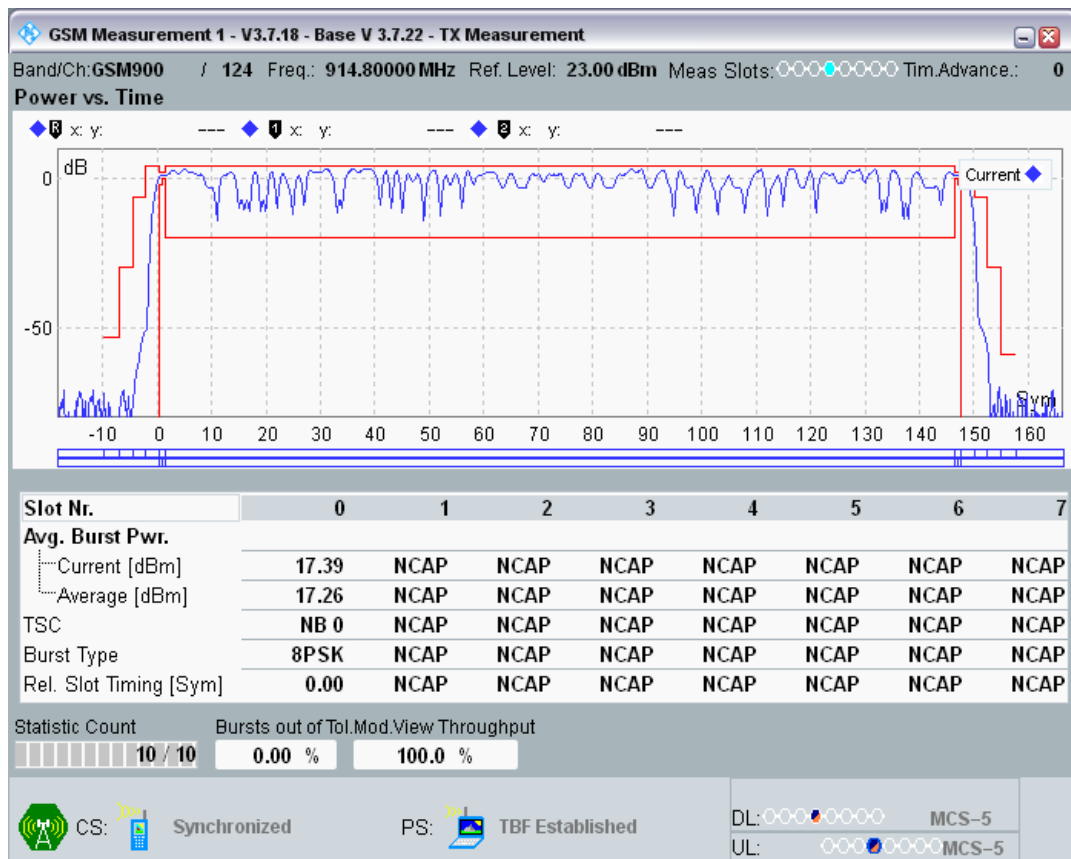 GSM Measurement 1 - V3.7.18 - Base V 3.7.22 - TX Measurement
Band/Ch:GSM900 / 124 Freq.: 914.80000 MHz Ref. Level: 23.00 dBm Meas Slots: Tim.Advance.: 0
Power vs. Time
R x: y: --- 1 x: y: --- 2 x: y: ---
dB
Current
0
-50
Sym
-10 0 10 20 30 40 50 60 70 80 90 100 110 120 130 140 150 160
Slot Nr. 0 1 2 3 4 5 6 7
Avg. Burst Pwr.
Current [dBm] 17.39 NCAP NCAP NCAP NCAP NCAP NCAP NCAP
Average [dBm] 17.26 NCAP NCAP NCAP NCAP NCAP NCAP NCAP
TSC NB 0 NCAP NCAP NCAP NCAP NCAP NCAP NCAP
Burst Type 8PSK NCAP NCAP NCAP NCAP NCAP NCAP NCAP
Rel. Slot Timing [Sym] 0.00 NCAP NCAP NCAP NCAP NCAP NCAP NCAP
Statistic Count Bursts out of Tol.Mod.View Throughput
10 / 10 0.00 % 100.0 %
CS: Synchronized PS: TBF Established DL: MCS-5
UL: MCS-5